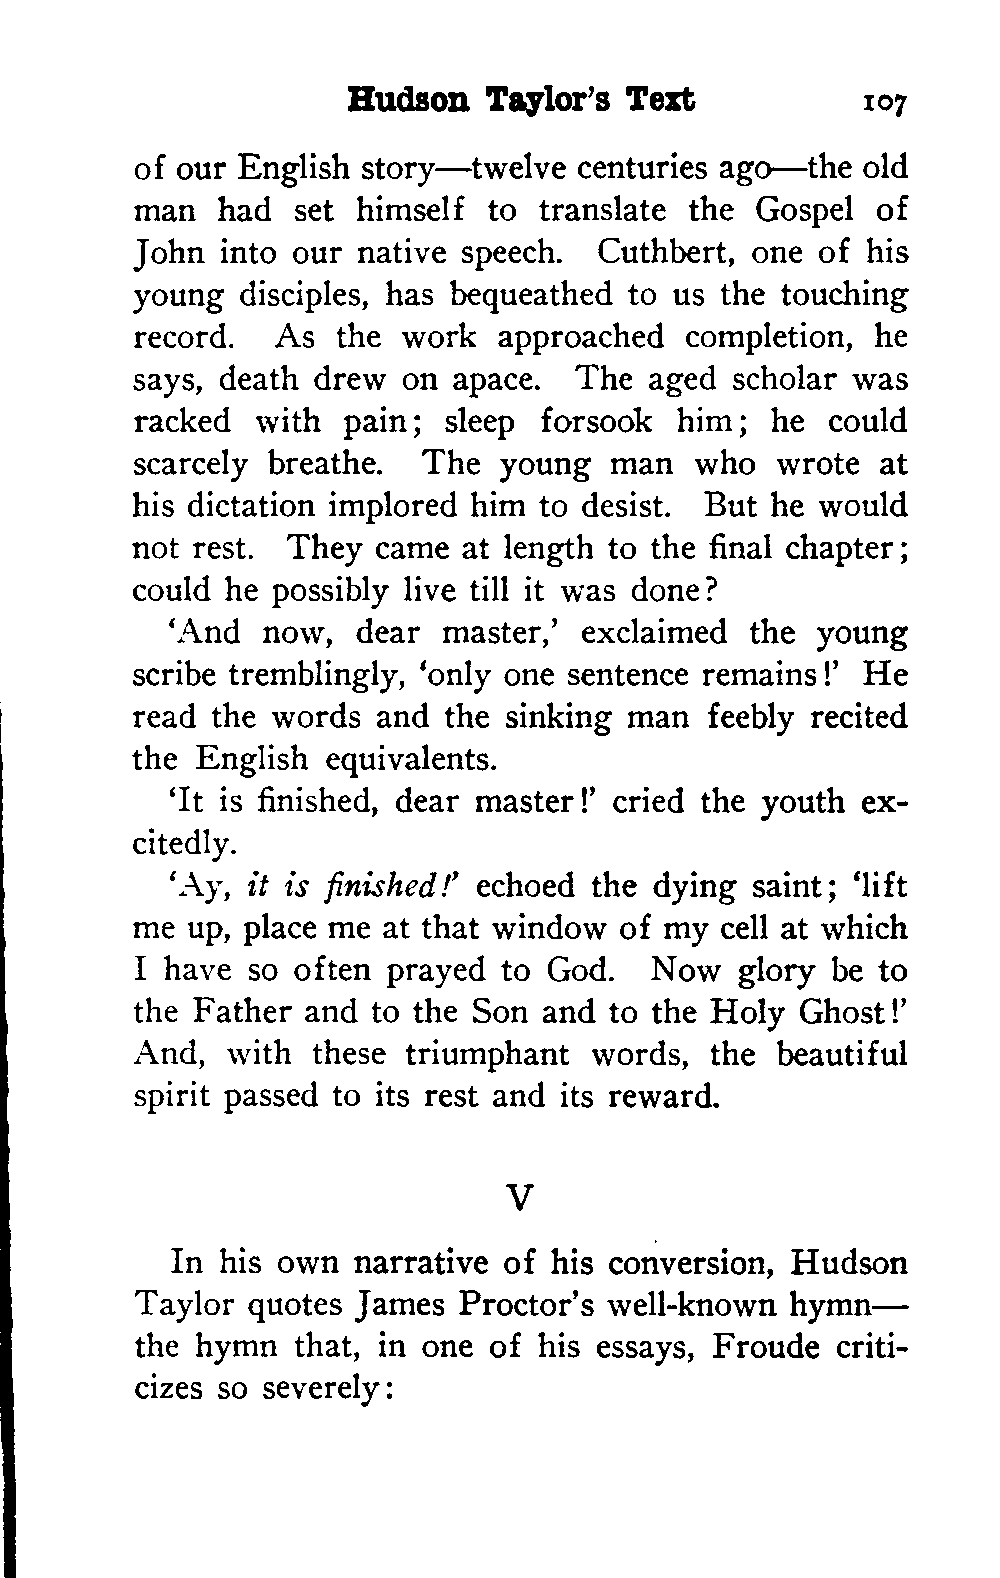 Hudson Taylor's Text 107
of our English story—twelve centuries ago—the old
man had set himself to translate the Gospel of
John into our native speech. Cuthbert, one of his
young disciples, has bequeathed to us the touching
record. As the work approached completion, he
says, death drew on apace. The aged scholar was
racked with pain; sleep forsook him; he could
scarcely breathe. The young man who wrote at
his dictation implored him to desist. But he would
not rest. They came at length to the final chapter;
could he possibly live till it was done?
'And now, dear master,' exclaimed the young
scribe tremblingly, 'only one sentence remains!' He
read the words and the sinking man feebly recited
the English equivalents.
'It is finished, dear master!' cried the youth ex-
citedly.
'Ay, it is finished!' echoed the dying saint; 'lift
me up, place me at that window of my cell at which
I have so often prayed to God. Now glory be to
the Father and to the Son and to the Holy Ghost!'
And, with these triumphant words, the beautiful
spirit passed to its rest and its reward.
V
In his own narrative of his conversion, Hudson
Taylor quotes James Proctor's well-known hymn—
the hymn that, in one of his essays, Froude criti-
cizes so severely: